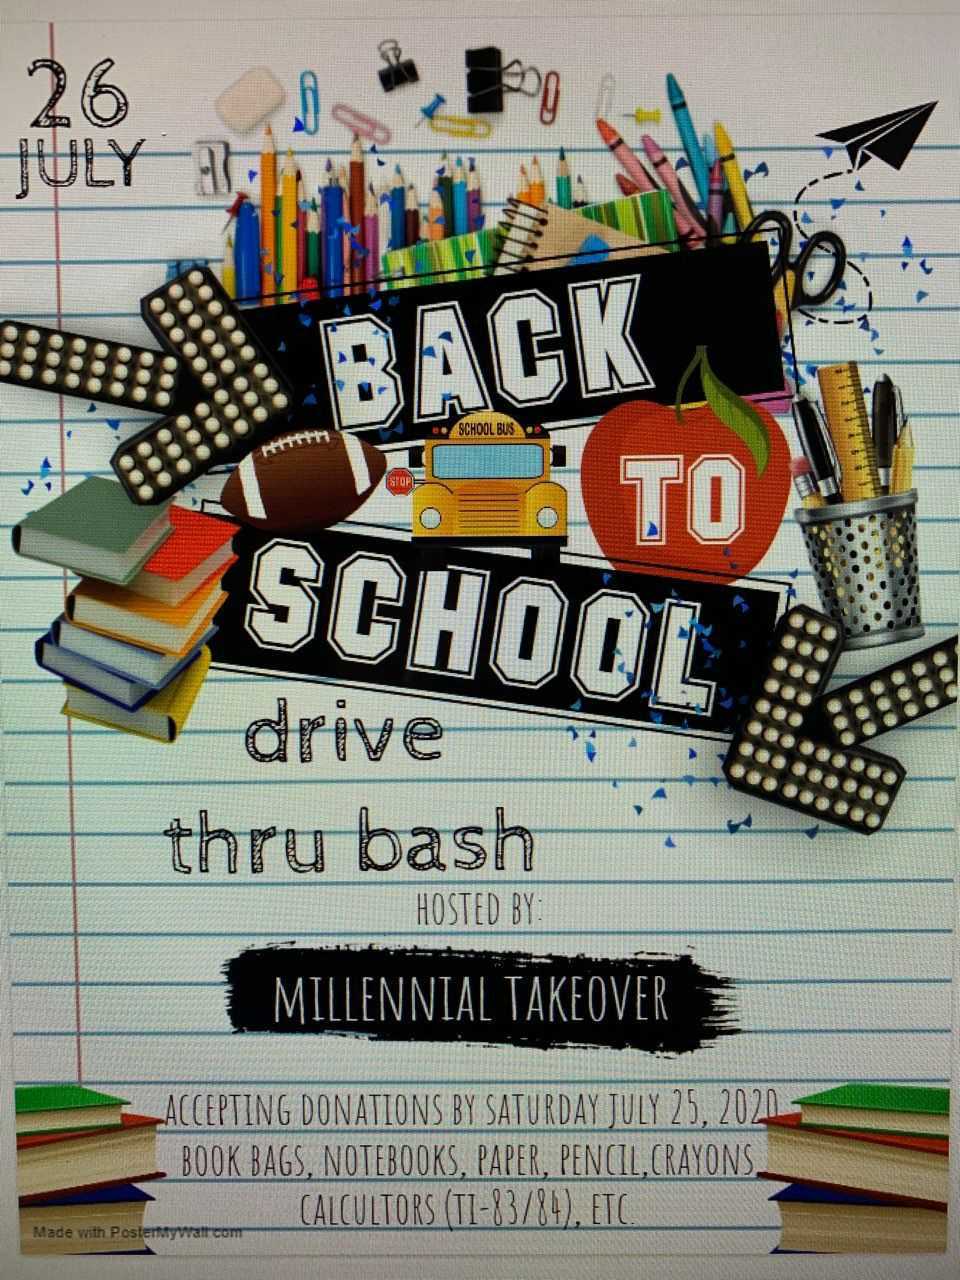 26
JULY
BACK
SCHOOL BUS
STOP
TO
SCHOOL
drive
thru bash
HOSTED BY:
MILLENNIAL TAKEOVER
ACCEPTING DONATIONS BY SATURDAY JULY 25, 2020
BOOK BAGS, NOTEBOOKS, PAPER, PENCIL,CRAYONS
CALCULTORS (TI-83/84), ETC.
Made with PosterMyWall.com